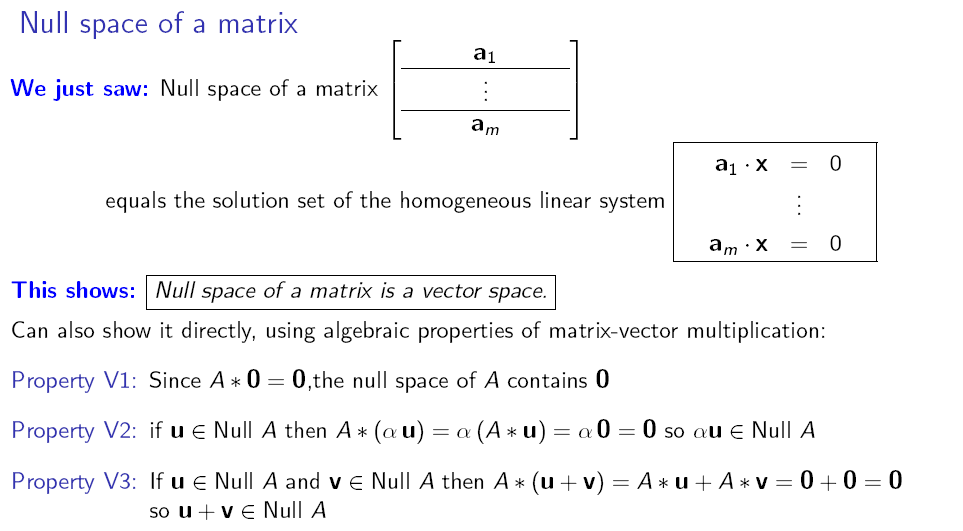 Null space of a matrix
a₁
We just saw: Null space of a matrix ⋮
aₘ
a₁ · x = 0
equals the solution set of the homogeneous linear system ⋮
aₘ · x = 0
This shows: Null space of a matrix is a vector space.
Can also show it directly, using algebraic properties of matrix-vector multiplication:
Property V1: Since A ∗ 0 = 0,the null space of A contains 0
Property V2: if u ∈ Null A then A ∗ (α u) = α (A ∗ u) = α 0 = 0 so αu ∈ Null A
Property V3: If u ∈ Null A and v ∈ Null A then A ∗ (u + v) = A ∗ u + A ∗ v = 0 + 0 = 0
so u + v ∈ Null A